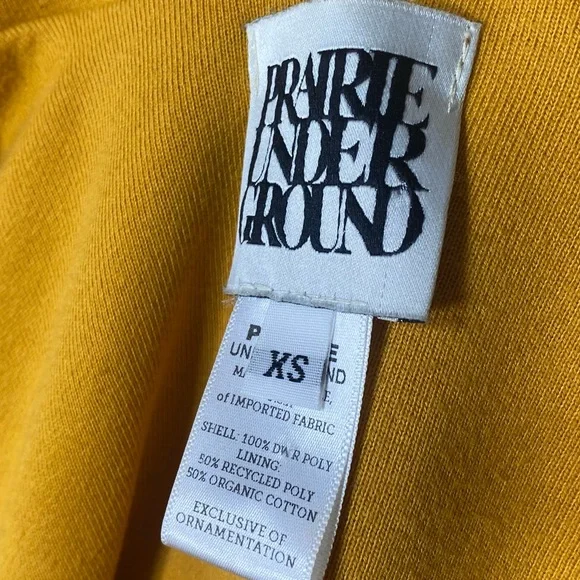 PRAIRIE
UNDER
GROUND
XS
of IMPORTED FABRIC
SHELL: 100% DWR POLY
LINING:
50% RECYCLED POLY
50% ORGANIC COTTON
EXCLUSIVE OF
ORNAMENTATION